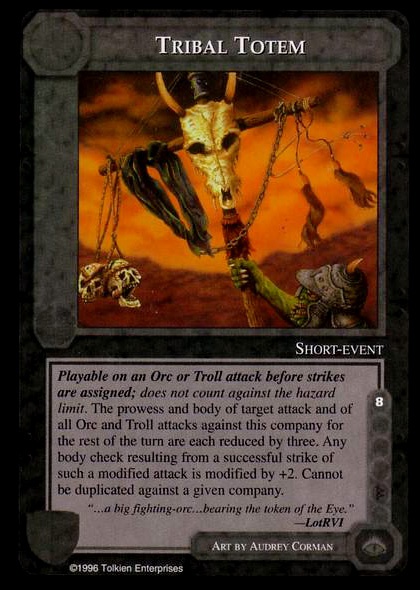 TRIBAL TOTEM
SHORT-EVENT
Playable on an Orc or Troll attack before strikes
are assigned; does not count against the hazard
limit. The prowess and body of target attack and of
all Orc and Troll attacks against this company for
the rest of the turn are each reduced by three. Any
body check resulting from a successful strike of
such a modified attack is modified by +2. Cannot
be duplicated against a given company.
8
"...a big fighting-orc...bearing the token of the Eye."
—LotRVI
ART BY AUDREY CORMAN
©1996 Tolkien Enterprises